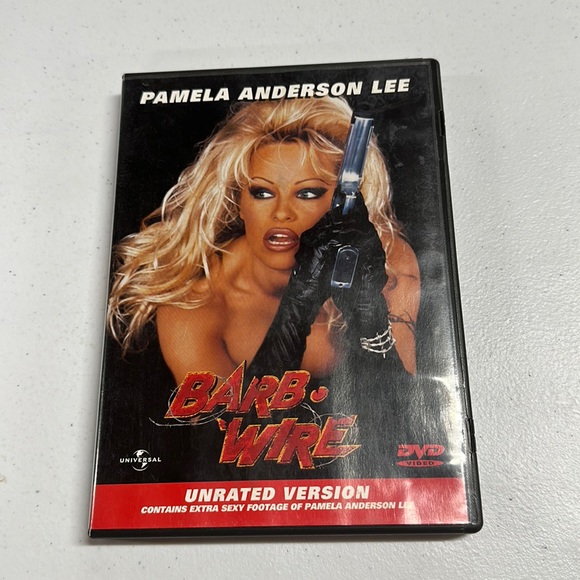 PAMELA ANDERSON LEE
BARB
WIRE
UNIVERSAL
DVD
VIDEO
UNRATED VERSION
CONTAINS EXTRA SEXY FOOTAGE OF PAMELA ANDERSON LEE